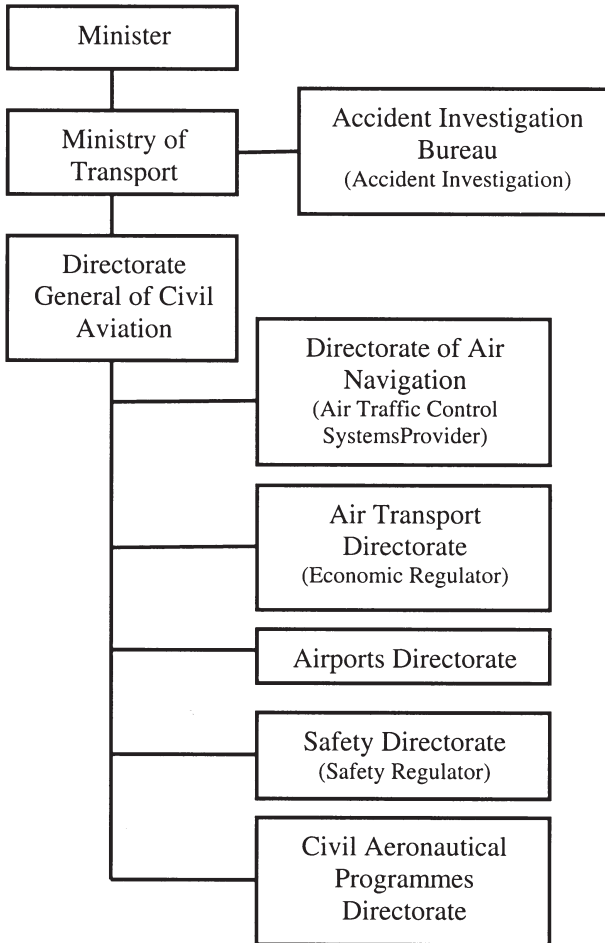 Minister
Ministry of
Transport
Accident Investigation
Bureau
(Accident Investigation)
Directorate
General of Civil
Aviation
Directorate of Air
Navigation
(Air Traffic Control
SystemsProvider)
Air Transport
Directorate
(Economic Regulator)
Airports Directorate
Safety Directorate
(Safety Regulator)
Civil Aeronautical
Programmes
Directorate